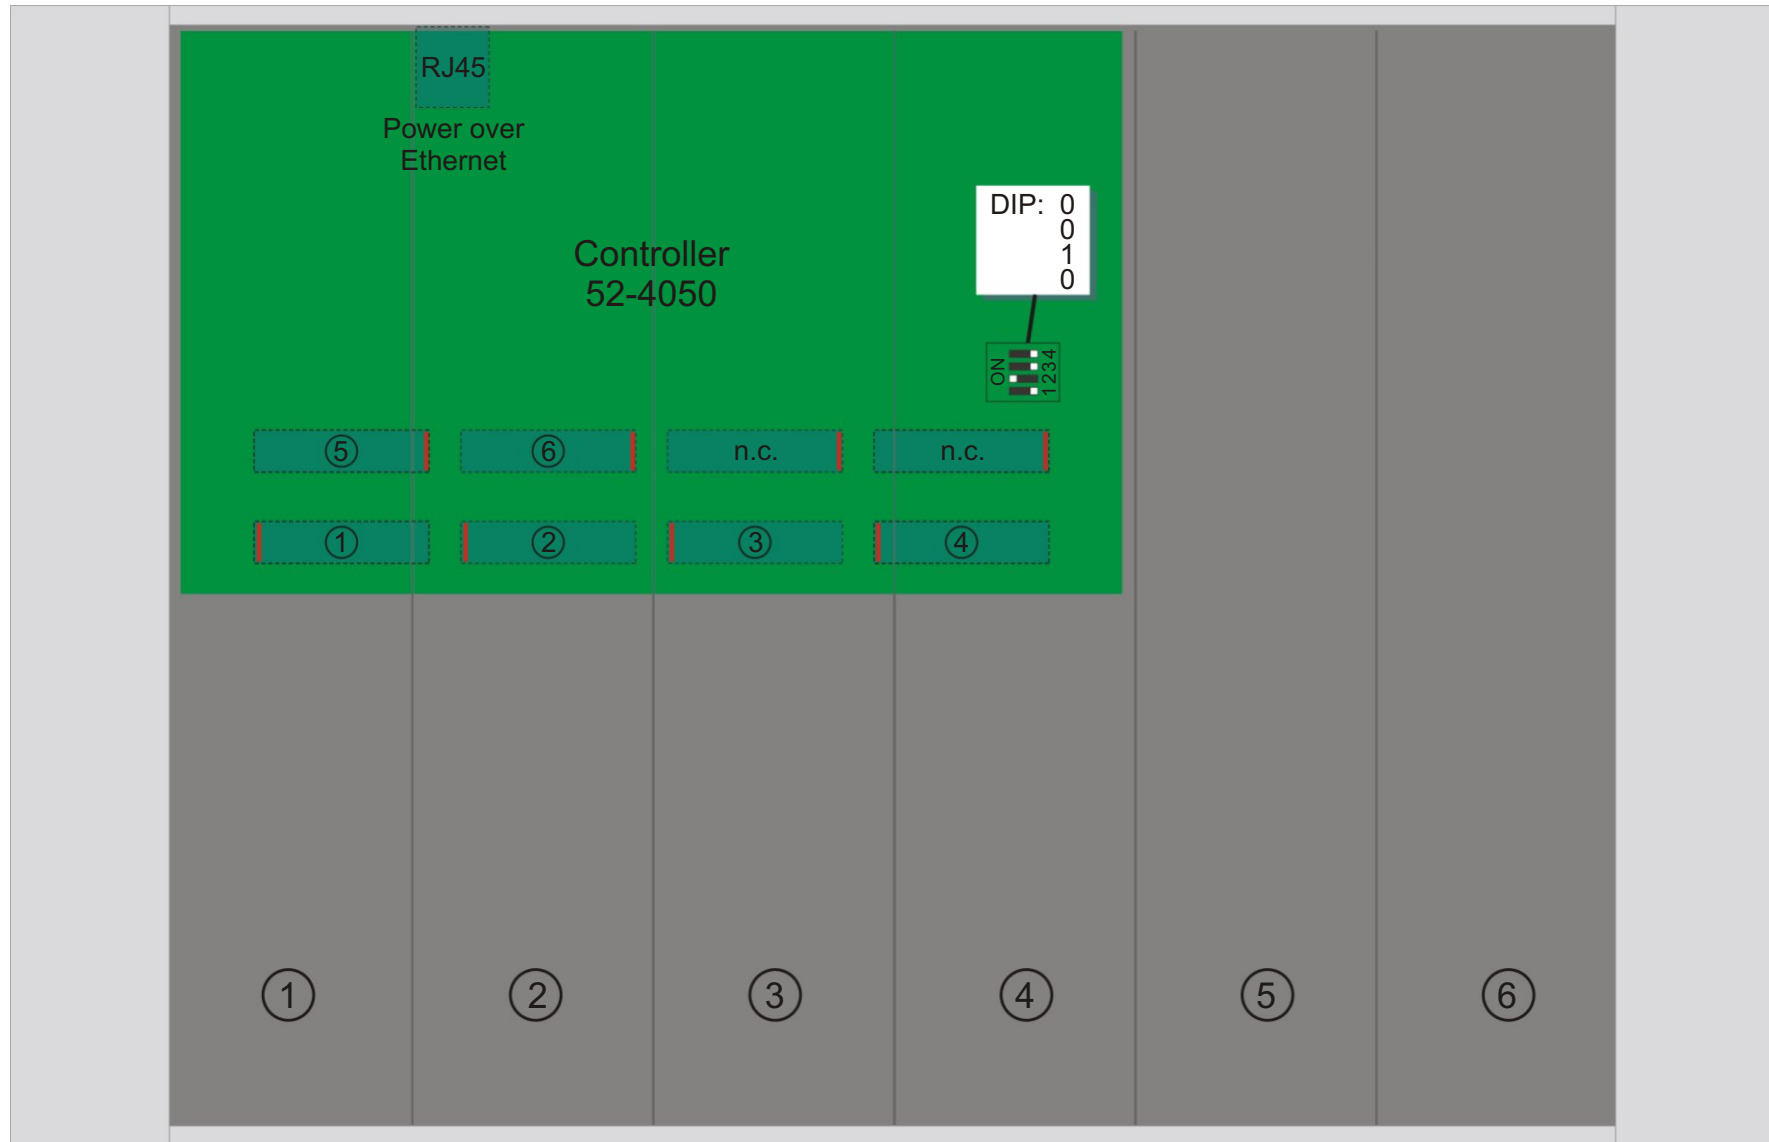 RJ45
Power over
Ethernet
DIP: 0
0
1
0
Controller
52-4050
ON
1234
⑤ ⑥ n.c. n.c.
① ② ③ ④
① ② ③ ④ ⑤ ⑥